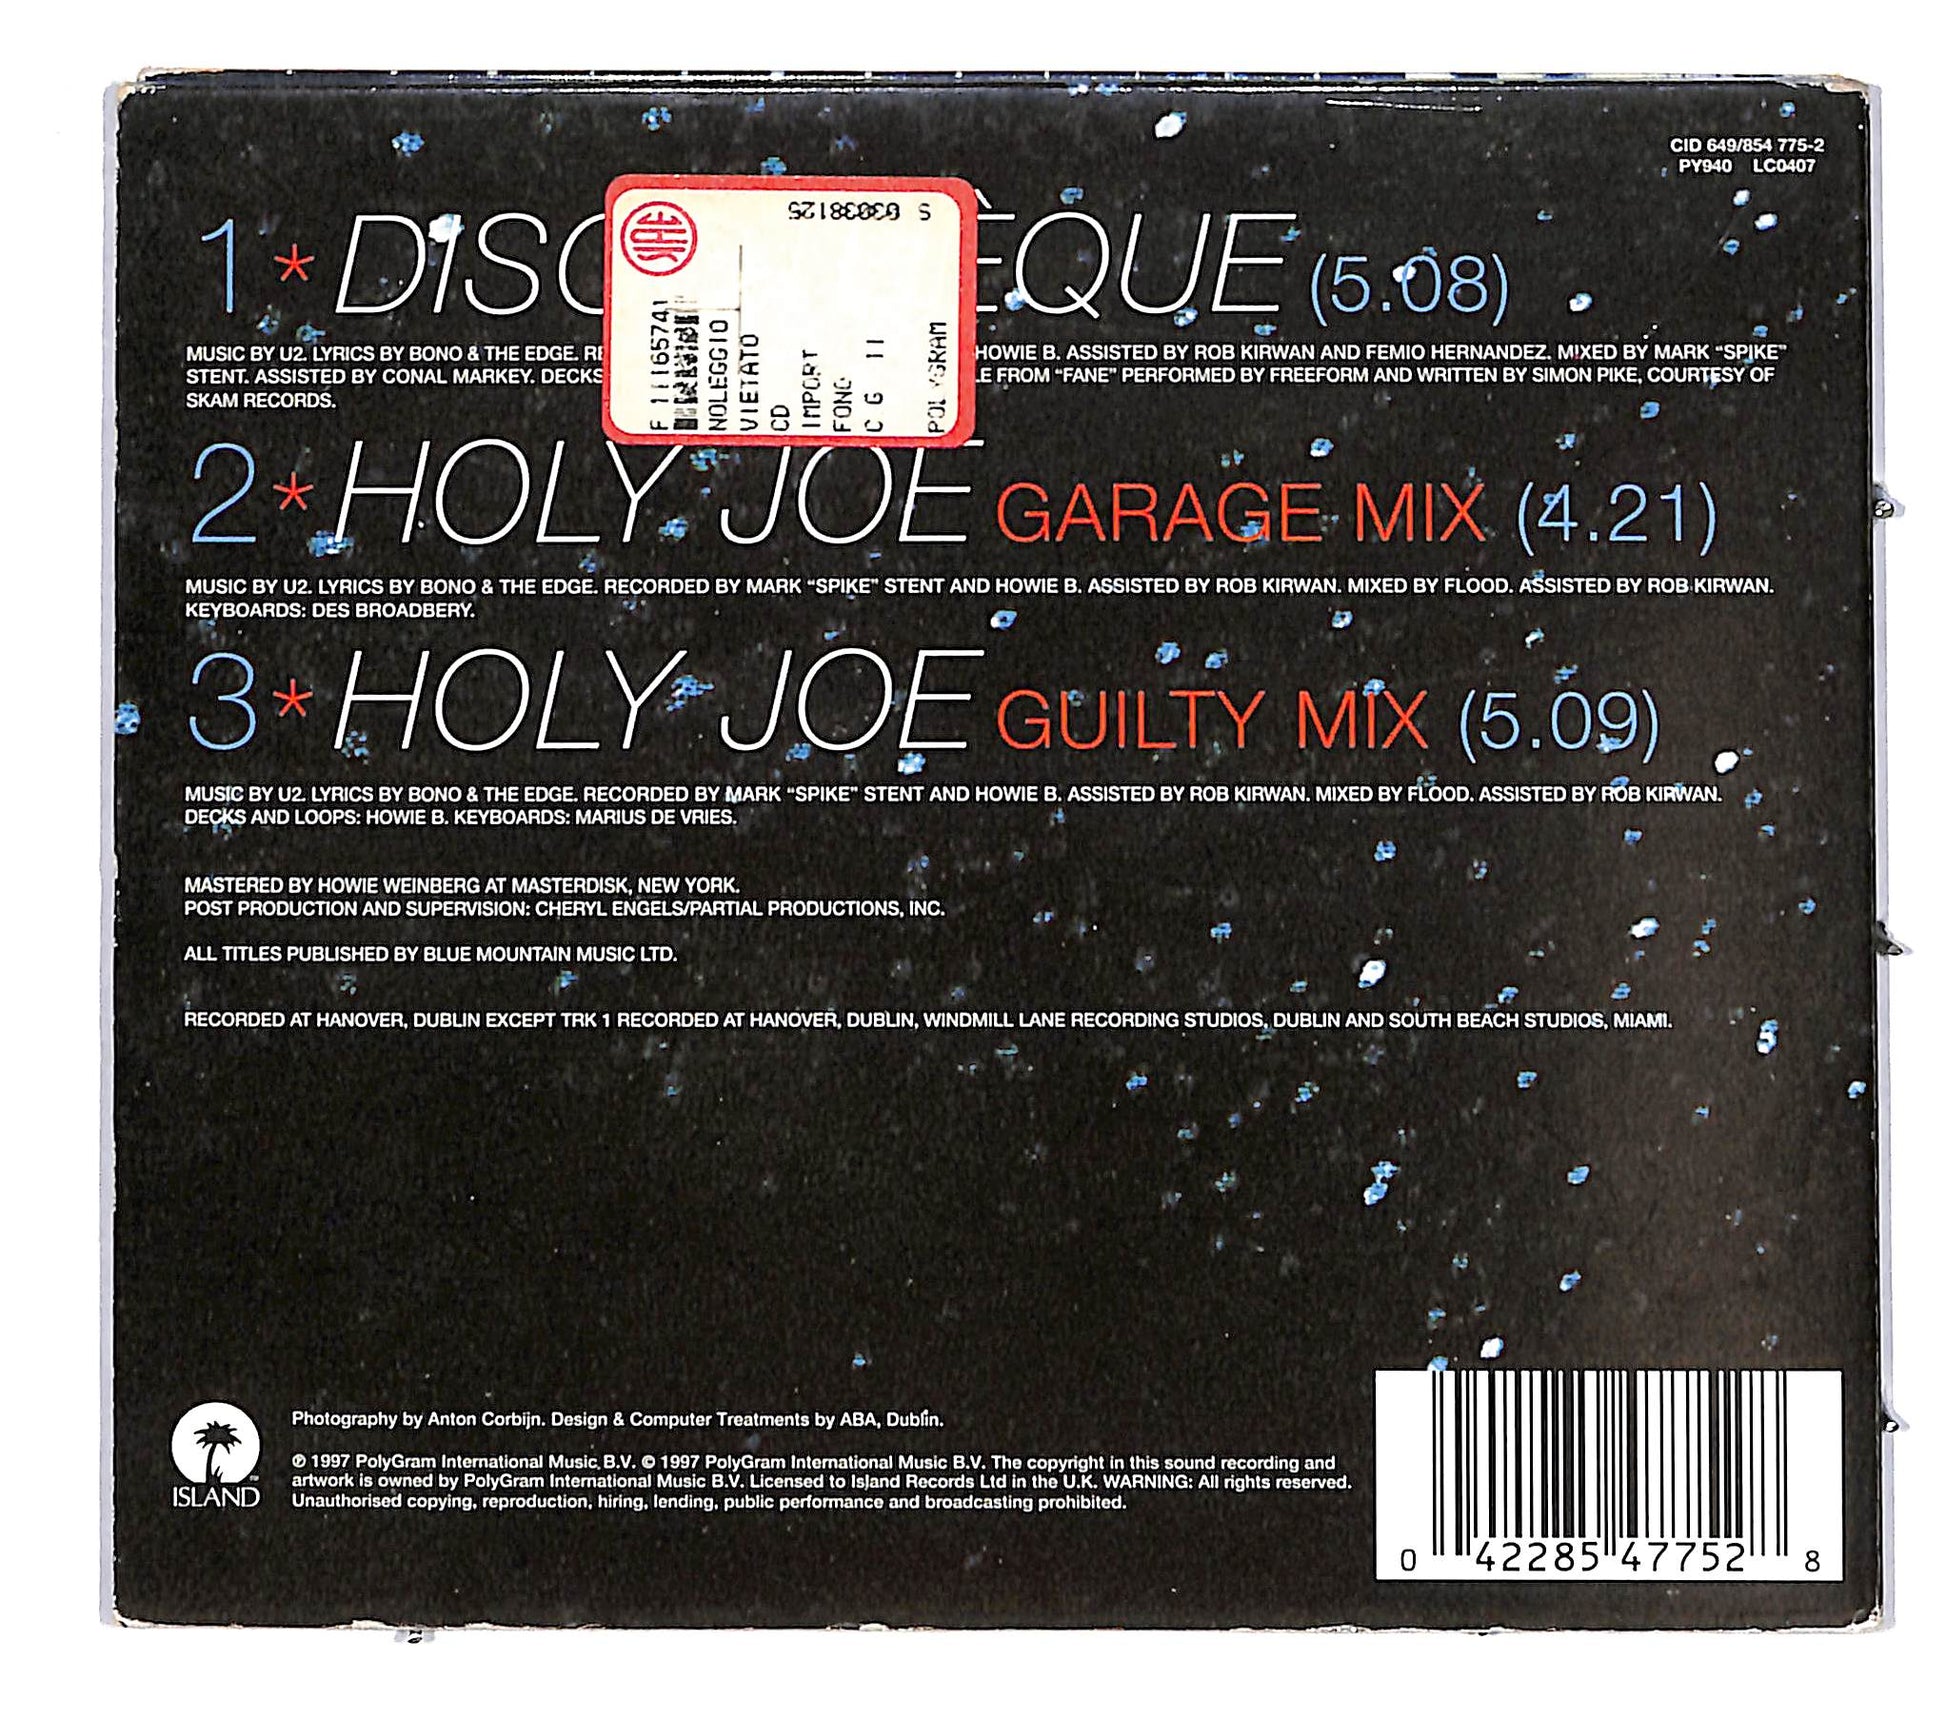 CID 649/854 775-2
PY940 LC0407
1 * DISC ÈQUE (5.08)
MUSIC BY U2. LYRICS BY BONO & THE EDGE. HOWIE B. ASSISTED BY ROB KIRWAN AND FEMIO HERNANDEZ. MIXED BY MARK “SPIKE”
STENT. ASSISTED BY CONAL MARKEY. DECKS FROM “FANE” PERFORMED BY FREEFORM AND WRITTEN BY SIMON PIKE, COURTESY OF
SKAM RECORDS.
S 03038125
SIAE
F 11165741
NOLEGGIO
VIETATO
CD
IMPORT
FONO
C G 11
POLYGRAM
2 * HOLY JOE GARAGE MIX (4.21)
MUSIC BY U2. LYRICS BY BONO & THE EDGE. RECORDED BY MARK “SPIKE” STENT AND HOWIE B. ASSISTED BY ROB KIRWAN. MIXED BY FLOOD. ASSISTED BY ROB KIRWAN.
KEYBOARDS: DES BROADBERY.
3 * HOLY JOE GUILTY MIX (5.09)
MUSIC BY U2. LYRICS BY BONO & THE EDGE. RECORDED BY MARK “SPIKE” STENT AND HOWIE B. ASSISTED BY ROB KIRWAN. MIXED BY FLOOD. ASSISTED BY ROB KIRWAN.
DECKS AND LOOPS: HOWIE B. KEYBOARDS: MARIUS DE VRIES.
MASTERED BY HOWIE WEINBERG AT MASTERDISK, NEW YORK.
POST PRODUCTION AND SUPERVISION: CHERYL ENGELS/PARTIAL PRODUCTIONS, INC.
ALL TITLES PUBLISHED BY BLUE MOUNTAIN MUSIC LTD.
RECORDED AT HANOVER, DUBLIN EXCEPT TRK 1 RECORDED AT HANOVER, DUBLIN, WINDMILL LANE RECORDING STUDIOS, DUBLIN AND SOUTH BEACH STUDIOS, MIAMI.
Photography by Anton Corbijn. Design & Computer Treatments by ABA, Dublin.
℗ 1997 PolyGram International Music B.V. © 1997 PolyGram International Music B.V. The copyright in this sound recording and
artwork is owned by PolyGram International Music B.V. Licensed to Island Records Ltd in the U.K. WARNING: All rights reserved.
Unauthorised copying, reproduction, hiring, lending, public performance and broadcasting prohibited.
ISLAND
TM
0 42285 47752 8